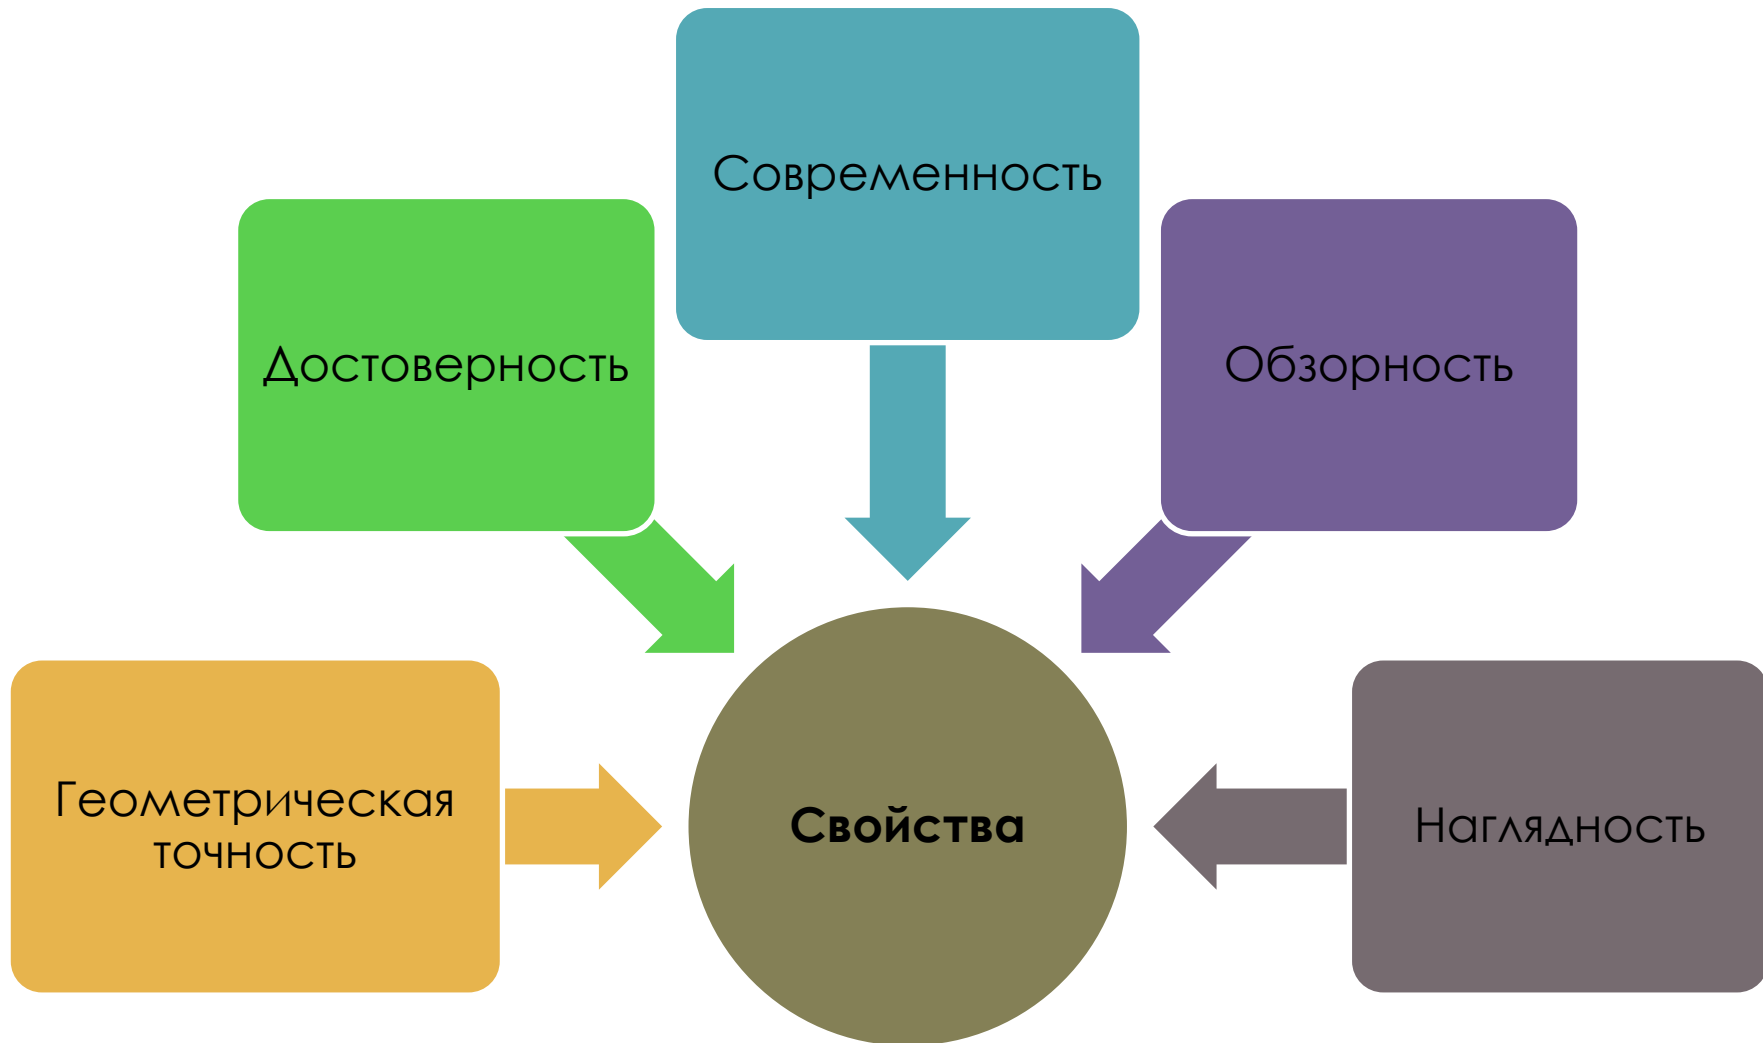 Современность
Достоверность
Обзорность
Геометрическая
точность
Свойства
Наглядность